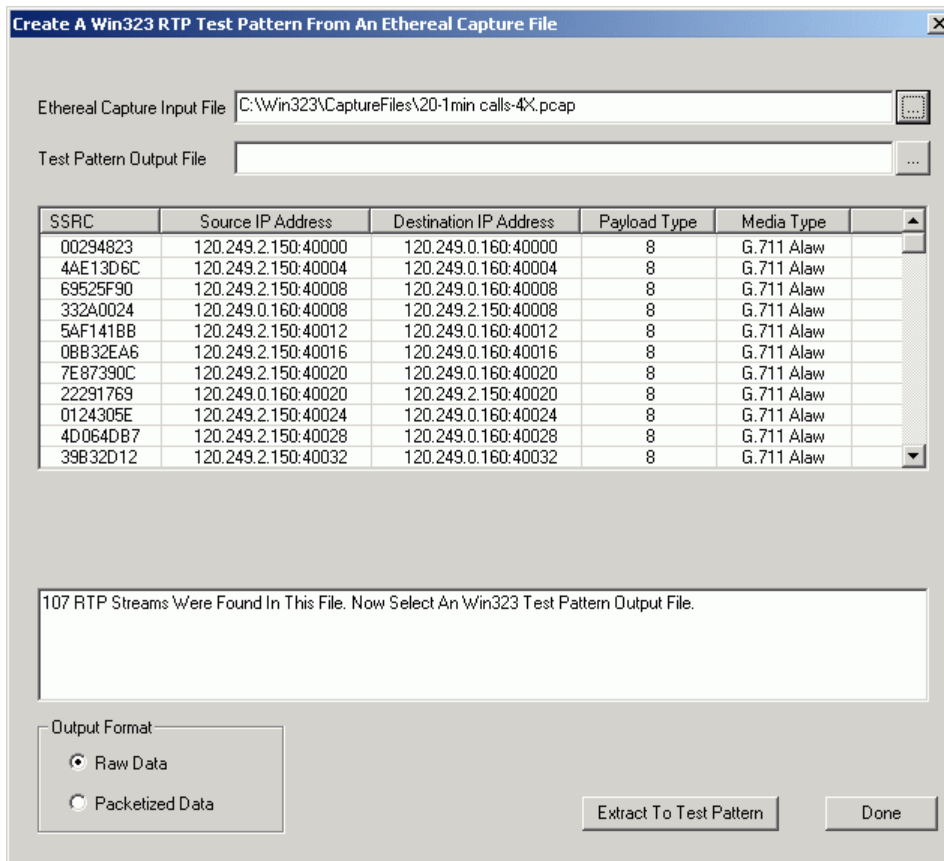 Create A Win323 RTP Test Pattern From An Ethereal Capture File
Ethereal Capture Input File C:\Win323\CaptureFiles\20-1min calls-4X.pcap ...
Test Pattern Output File ...
SSRC Source IP Address Destination IP Address Payload Type Media Type
00294823 120.249.2.150:40000 120.249.0.160:40000 8 G.711 Alaw
4AE13D6C 120.249.2.150:40004 120.249.0.160:40004 8 G.711 Alaw
69525F90 120.249.2.150:40008 120.249.0.160:40008 8 G.711 Alaw
332A0024 120.249.0.160:40008 120.249.2.150:40008 8 G.711 Alaw
5AF141BB 120.249.2.150:40012 120.249.0.160:40012 8 G.711 Alaw
0BB32EA6 120.249.2.150:40016 120.249.0.160:40016 8 G.711 Alaw
7E87390C 120.249.2.150:40020 120.249.0.160:40020 8 G.711 Alaw
22291769 120.249.0.160:40020 120.249.2.150:40020 8 G.711 Alaw
0124305E 120.249.2.150:40024 120.249.0.160:40024 8 G.711 Alaw
4D064DB7 120.249.2.150:40028 120.249.0.160:40028 8 G.711 Alaw
39B32D12 120.249.2.150:40032 120.249.0.160:40032 8 G.711 Alaw
107 RTP Streams Were Found In This File. Now Select An Win323 Test Pattern Output File.
Output Format
Raw Data
Packetized Data
Extract To Test Pattern Done